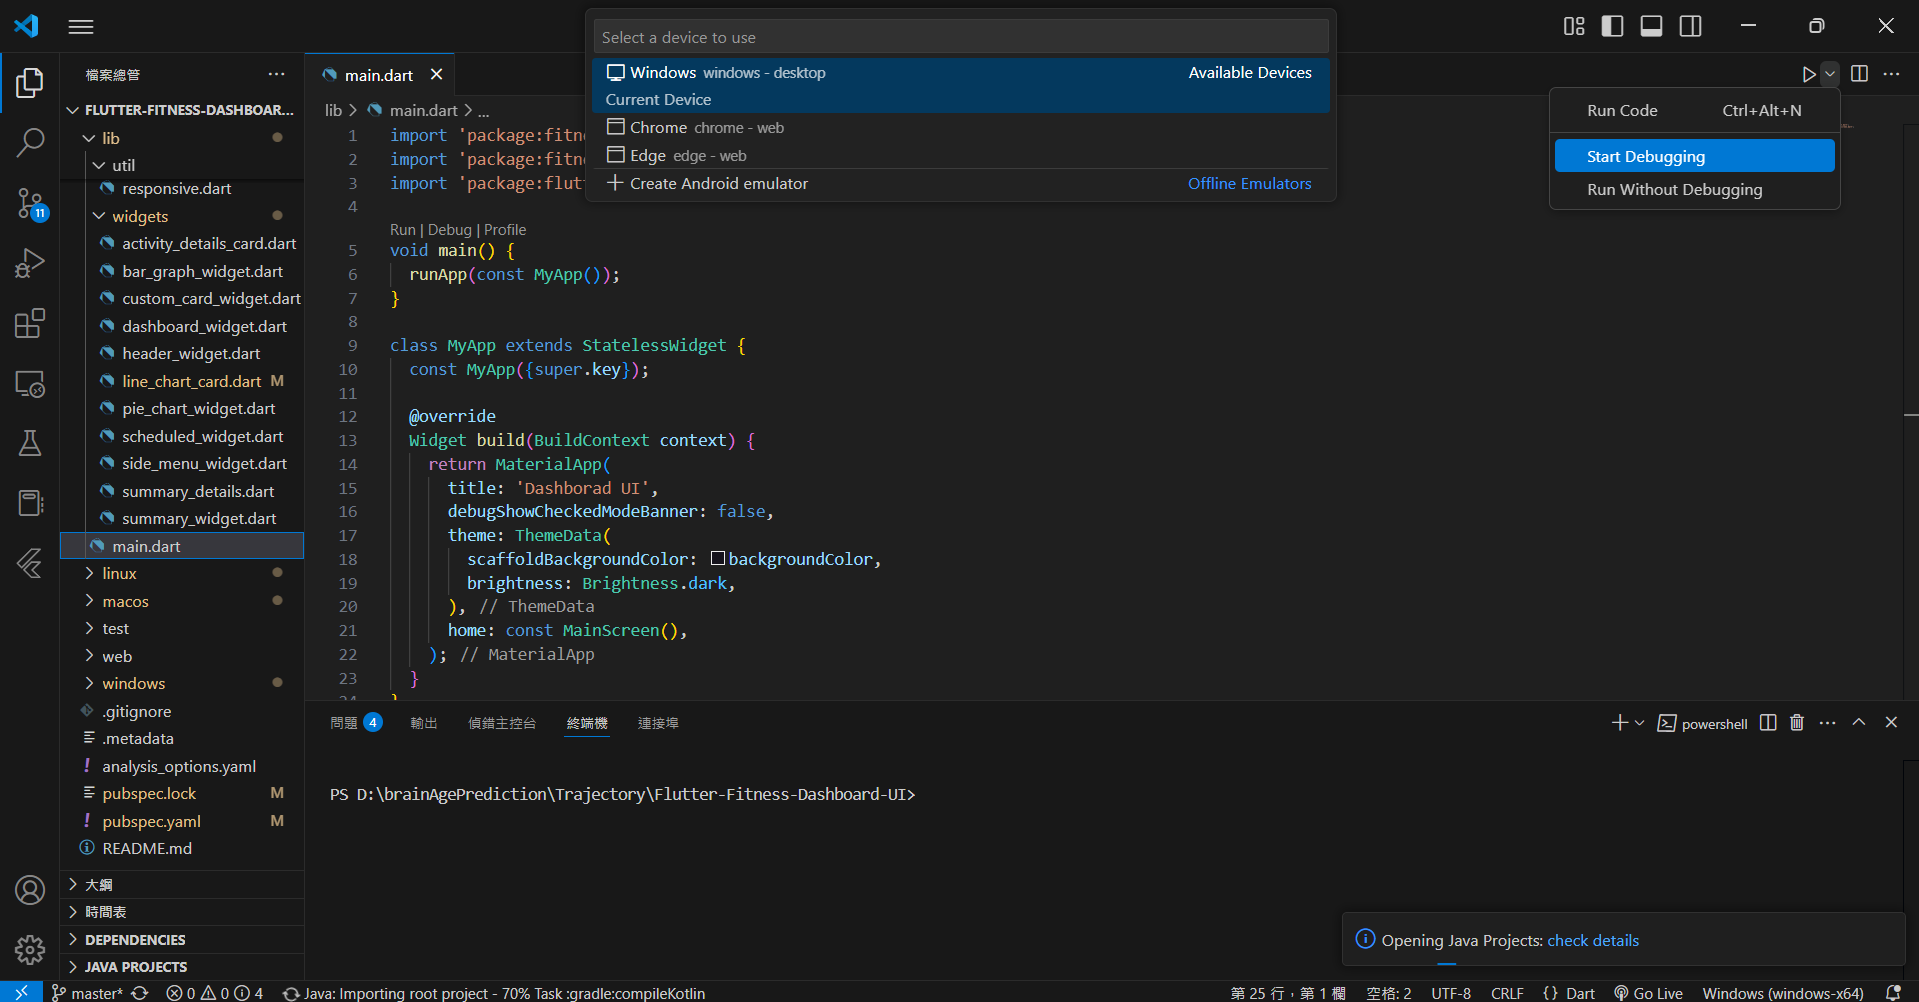 Select a device to use
Windows windows - desktop Available Devices
Current Device
Chrome chrome - web
Edge edge - web
Create Android emulator Offline Emulators
檔案總管
FLUTTER-FITNESS-DASHBOAR...
lib
util
responsive.dart
widgets
activity_details_card.dart
bar_graph_widget.dart
custom_card_widget.dart
dashboard_widget.dart
header_widget.dart
line_chart_card.dart M
pie_chart_widget.dart
scheduled_widget.dart
side_menu_widget.dart
summary_details.dart
summary_widget.dart
main.dart
linux
macos
test
web
windows
.gitignore
.metadata
analysis_options.yaml
pubspec.lock M
pubspec.yaml M
README.md
大綱
時間表
DEPENDENCIES
JAVA PROJECTS
11
main.dart
lib > main.dart > ...
1 import 'package:fitn
2 import 'package:fitn
3 import 'package:flut
4
Run | Debug | Profile
5 void main() {
6 runApp(const MyApp());
7 }
8
9 class MyApp extends StatelessWidget {
10 const MyApp({super.key});
11
12 @override
13 Widget build(BuildContext context) {
14 return MaterialApp(
15 title: 'Dashborad UI',
16 debugShowCheckedModeBanner: false,
17 theme: ThemeData(
18 scaffoldBackgroundColor: backgroundColor,
19 brightness: Brightness.dark,
20 ), // ThemeData
21 home: const MainScreen(),
22 ); // MaterialApp
23 }
24 }
Run Code Ctrl+Alt+N
Start Debugging
Run Without Debugging
問題 4 輸出 偵錯主控台 終端機 連接埠
powershell
PS D:\brainAgePrediction\Trajectory\Flutter-Fitness-Dashboard-UI>
Opening Java Projects: check details
master* 0 0 4 Java: Importing root project - 70% Task :gradle:compileKotlin
第 25 行，第 1 欄 空格: 2 UTF-8 CRLF {} Dart Go Live Windows (windows-x64)